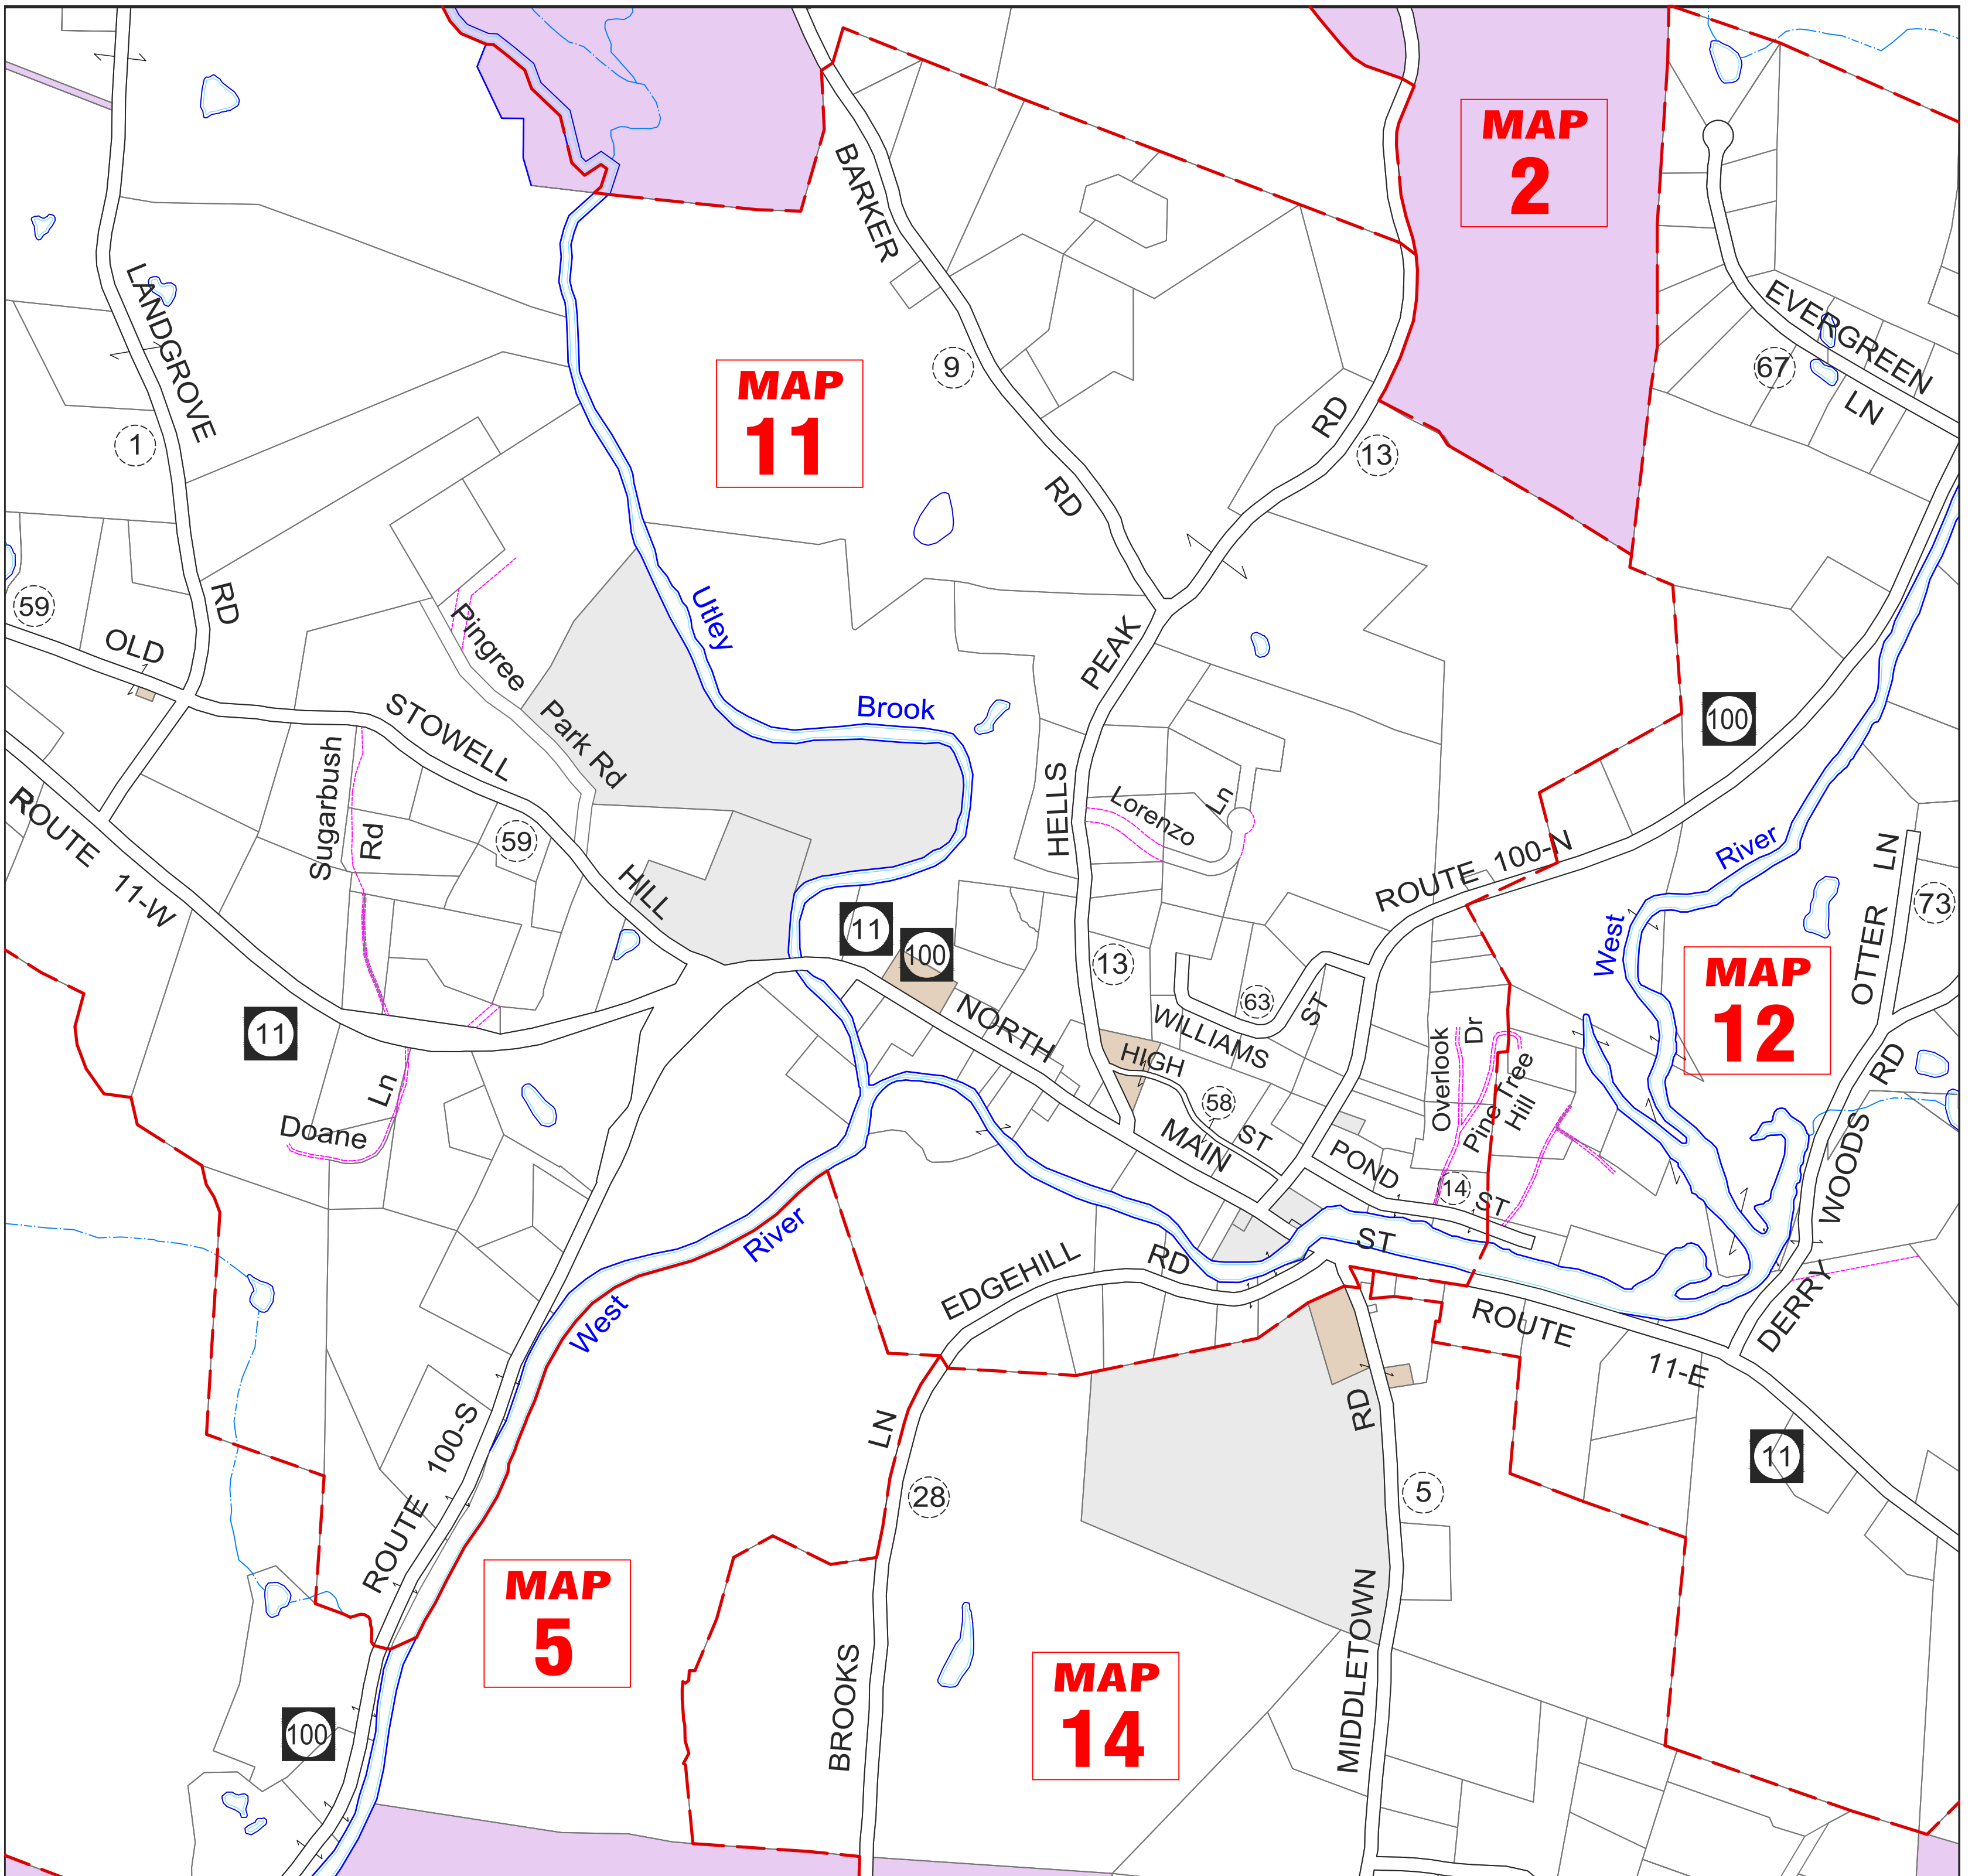 MAP
2
BARKER
LANDGROVE
EVERGREEN
LN
67
MAP
11
9
RD
13
1
RD
RD
59
OLD
Utley
Pingree
Park Rd
PEAK
Brook
STOWELL
100
Sugarbush
Rd
ROUTE
11-W
59
HELLS
Lorenzo
Ln
River
ROUTE 100-N
LN
OTTER
73
HILL
11
100
13
West
MAP
12
11
NORTH
WILLIAMS
63
ST
HIGH
58
ST
Overlook
Dr
Pine Tree
Hill
RD
WOODS
DERRY
Doane
Ln
MAIN
POND
14
ST
ST
River
West
EDGEHILL
RD
ROUTE
11-E
11
ROUTE
100-S
LN
28
RD
5
MAP
5
MAP
14
BROOKS
MIDDLETOWN
100